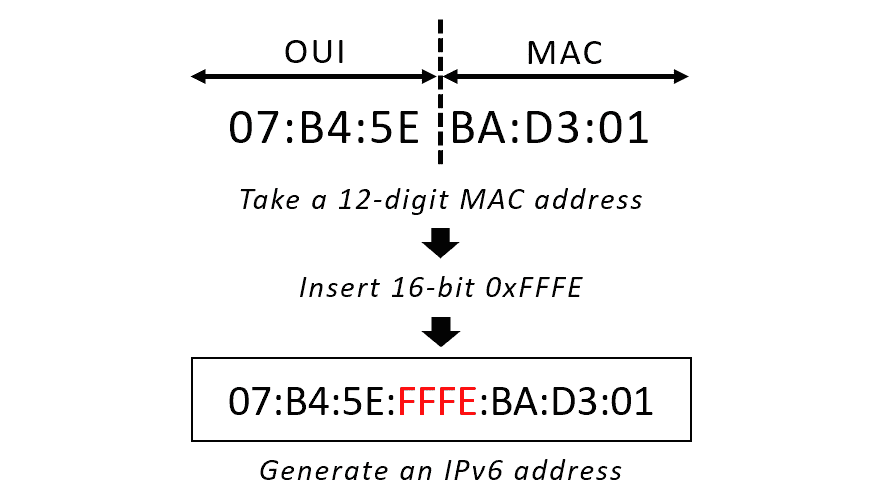 OUI MAC
07:B4:5E BA:D3:01
Take a 12-digit MAC address
Insert 16-bit 0xFFFE
07:B4:5E:FFFE:BA:D3:01
Generate an IPv6 address